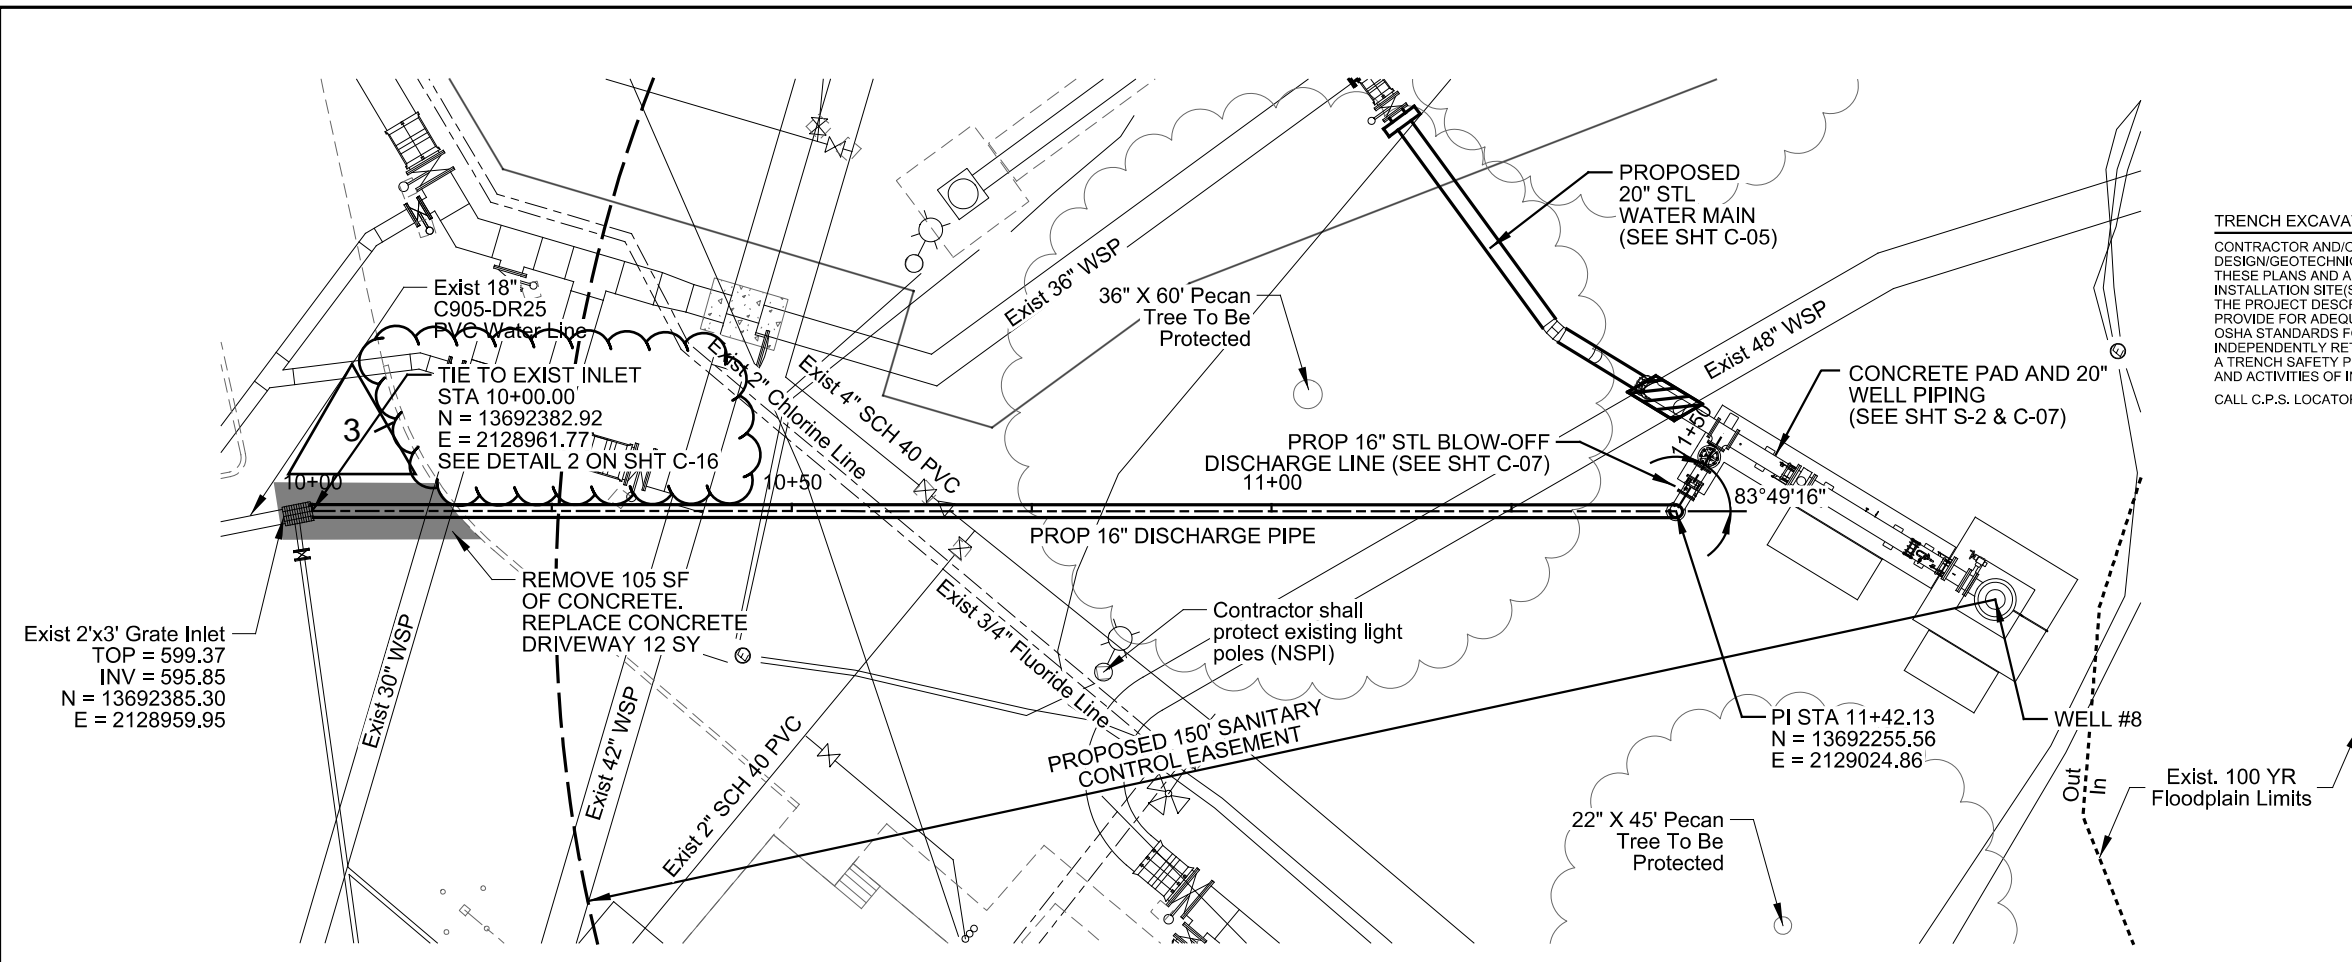 PROPOSED
20" STL
WATER MAIN
(SEE SHT C-05)
Exist 36" WSP
36" X 60' Pecan
Tree To Be
Protected
Exist 48" WSP
CONCRETE PAD AND 20"
WELL PIPING
(SEE SHT S-2 & C-07)
TRENCH EXCAVA
CONTRACTOR AND/O
DESIGN/GEOTECHNI
THESE PLANS AND A
INSTALLATION SITE(S
THE PROJECT DESC
PROVIDE FOR ADEQU
OSHA STANDARDS F
INDEPENDENTLY RE
A TRENCH SAFETY P
AND ACTIVITIES OF I
CALL C.P.S. LOCATO
Exist 18"
C905-DR25
PVC Water Line
TIE TO EXIST INLET
STA 10+00.00
N = 13692382.92
E = 2128961.77
SEE DETAIL 2 ON SHT C-16
3
Exist 2" Chlorine Line
Exist 4" SCH 40 PVC
PROP 16" STL BLOW-OFF
DISCHARGE LINE (SEE SHT C-07)
10+00
10+50
11+00
11+50
83°49'16"
PROP 16" DISCHARGE PIPE
REMOVE 105 SF
OF CONCRETE.
REPLACE CONCRETE
DRIVEWAY 12 SY
Exist 2'x3' Grate Inlet
TOP = 599.37
INV = 595.85
N = 13692385.30
E = 2128959.95
Exist 30" WSP
Exist 42" WSP
Exist 2" SCH 40 PVC
Exist 3/4" Fluoride Line
Contractor shall
protect existing light
poles (NSPI)
PROPOSED 150' SANITARY
CONTROL EASEMENT
PI STA 11+42.13
N = 13692255.56
E = 2129024.86
WELL #8
22" X 45' Pecan
Tree To Be
Protected
Out
In
Exist. 100 YR
Floodplain Limits